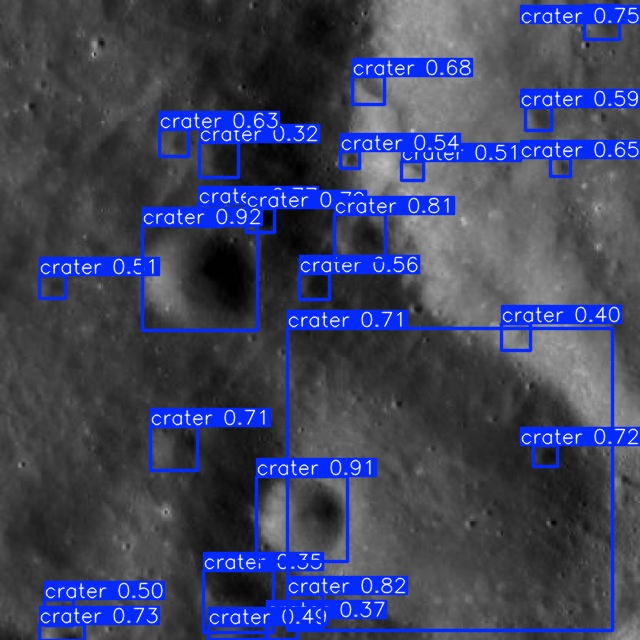 crater 0.75
crater 0.68
crater 0.59
crater 0.63
crater 0.32
crater 0.54
crater 0.51
crater 0.65
crater 0.81
crater 0.92
crater 0.51
crater 0.56
crater 0.40
crater 0.71
crater 0.71
crater 0.72
crater 0.91
crater 0.35
crater 0.82
crater 0.50
crater 0.49
0.37
crater 0.73